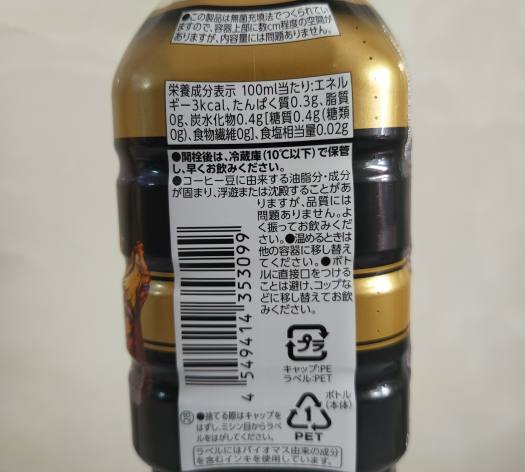 ●この製品は無菌充填法でつくられてい
ますので、容器上部に数cm程度の空間が
ありますが、内容量には問題ありません。
栄養成分表示 100ml当たり:エネル
ギー3kcal、たんぱく質0.3g、脂質
0g、炭水化物0.4g[糖質0.4g(糖類
0g)、食物繊維0g]、食塩相当量0.02g
●開栓後は、冷蔵庫(10℃以下)で保管
し、早くお飲みください。
●コーヒー豆に由来する油脂分・成分
が固まり、浮遊または沈殿することがあ
りますが、品質には
問題ありません。よ
く振ってお飲みくだ
さい。●温めるときは
他の容器に移し替え
てください。●ボト
ルに直接口をつける
ことは避け、コップな
どに移し替えてお飲
みください。
4 549414 353099
プラ
キャップ:PE
ラベル:PET
1
PET
ボトル
(本体)
●捨てる際はキャップを
はずし、ミシン目からラベ
ルをはがしてください。
ラベルにはバイオマス由来の成分
を含むインキを使用しています。